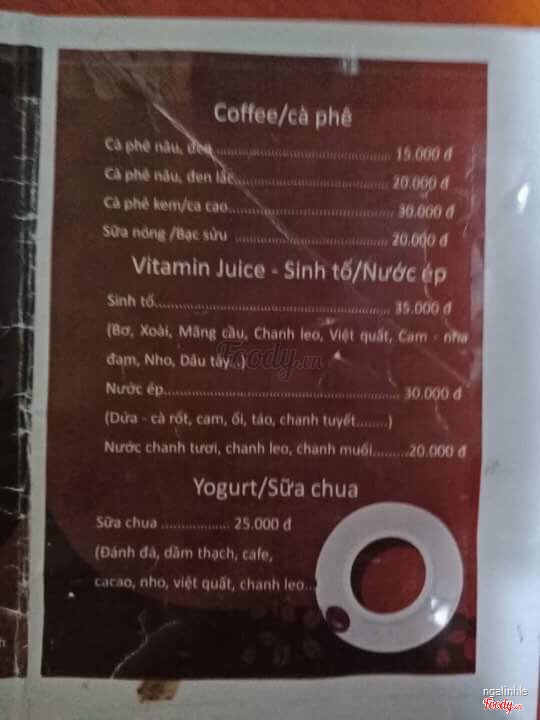 Coffee/cà phê
Cà phê nâu, đen .......................................... 15.000 đ
Cà phê nâu, đen lắc...................................... 20.000 đ
Cà phê kem/ca cao........................................ 30.000 đ
Sữa nóng /Bạc sửu ...................................... 20.000 đ
Vitamin Juice - Sinh tố/Nước ép
Sinh tố........................................................ 35.000 đ
(Bơ, Xoài, Mãng cầu, Chanh leo, Việt quất, Cam - nha
đam, Nho, Dâu tây...)
Nước ép....................................................... 30.000 đ
(Dứa - cà rốt, cam, ổi, táo, chanh tuyết........)
Nước chanh tươi, chanh leo, chanh muối.........20.000 đ
Yogurt/Sữa chua
Sữa chua .................. 25.000 đ
(Đánh đá, dầm thạch, cafe,
cacao, nho, việt quất, chanh leo...
Foody.vn
ngalinhle
Foody.vn